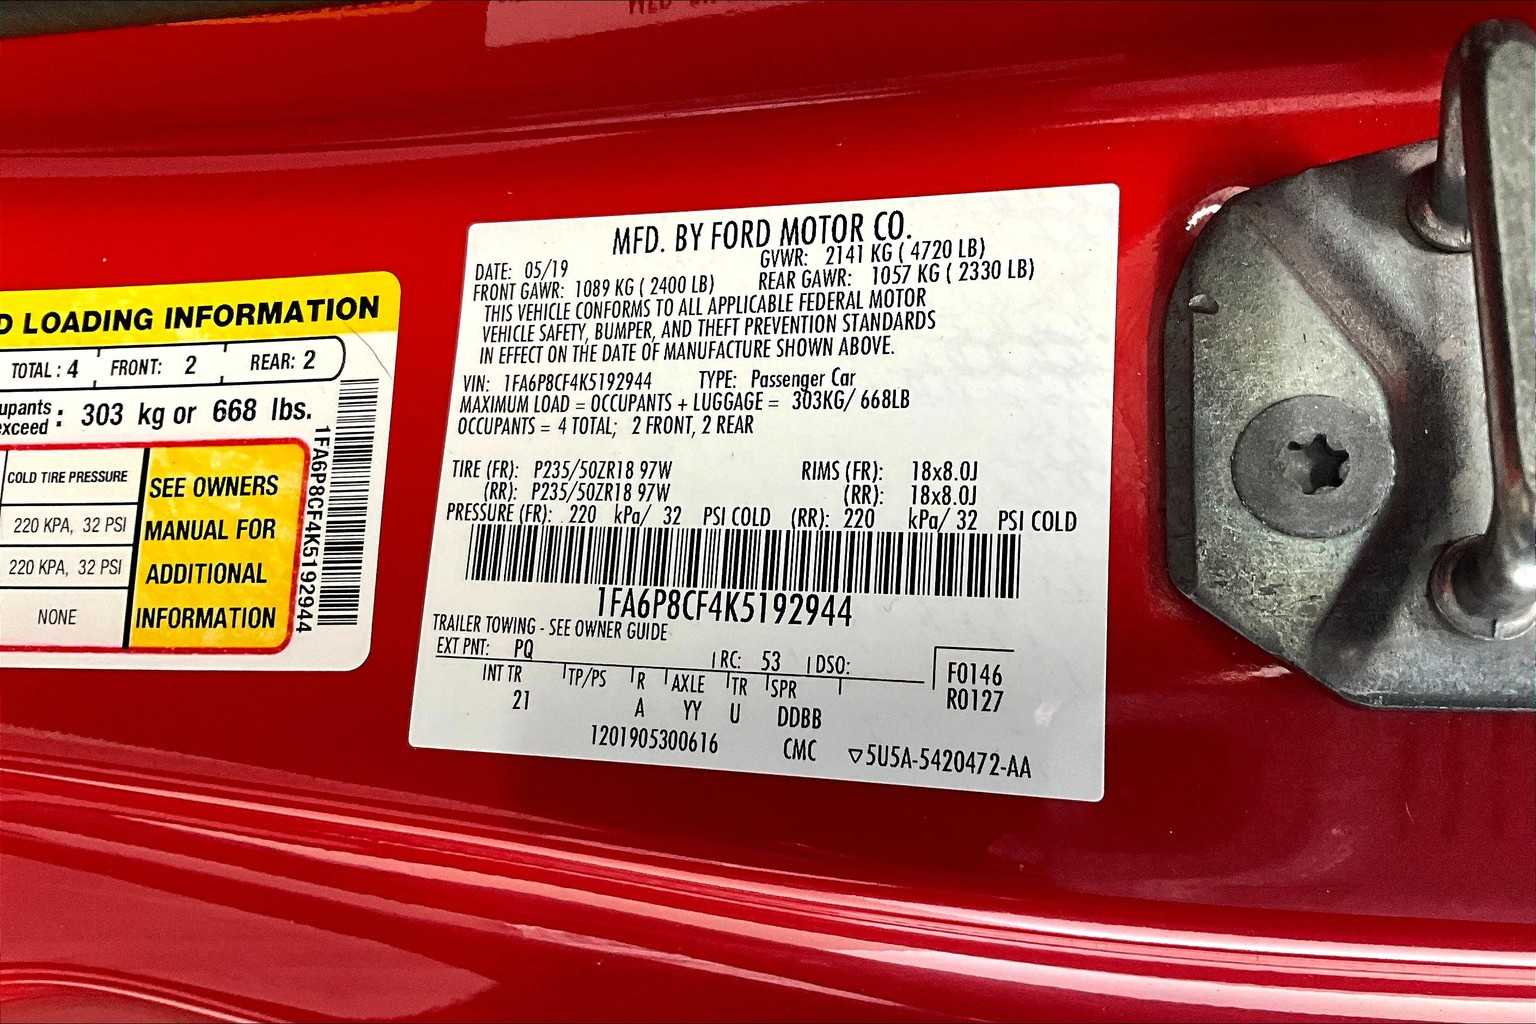 D LOADING INFORMATION
TOTAL : 4 FRONT: 2 REAR: 2
upants
exceed : 303 kg or 668 lbs.
COLD TIRE PRESSURE
220 KPA, 32 PSI
220 KPA, 32 PSI
NONE
SEE OWNERS
MANUAL FOR
ADDITIONAL
INFORMATION
1FA6P8CF4K5192944
MFD. BY FORD MOTOR CO.
DATE: 05/19 GVWR: 2141 KG ( 4720 LB)
FRONT GAWR: 1089 KG ( 2400 LB) REAR GAWR: 1057 KG ( 2330 LB)
THIS VEHICLE CONFORMS TO ALL APPLICABLE FEDERAL MOTOR
VEHICLE SAFETY, BUMPER, AND THEFT PREVENTION STANDARDS
IN EFFECT ON THE DATE OF MANUFACTURE SHOWN ABOVE.
VIN: 1FA6P8CF4K5192944 TYPE: Passenger Car
MAXIMUM LOAD = OCCUPANTS + LUGGAGE = 303KG/ 668LB
OCCUPANTS = 4 TOTAL; 2 FRONT, 2 REAR
TIRE (FR): P235/50ZR18 97W RIMS (FR): 18x8.0J
(RR): P235/50ZR18 97W (RR): 18x8.0J
PRESSURE (FR): 220 kPa/ 32 PSI COLD (RR): 220 kPa/ 32 PSI COLD
1FA6P8CF4K5192944
TRAILER TOWING - SEE OWNER GUIDE
EXT PNT: PQ RC: 53 DSO:
F0146
R0127
INT TR TP/PS R AXLE TR SPR
21 A YY U DDBB
1201905300616 CMC ▽5U5A-5420472-AA